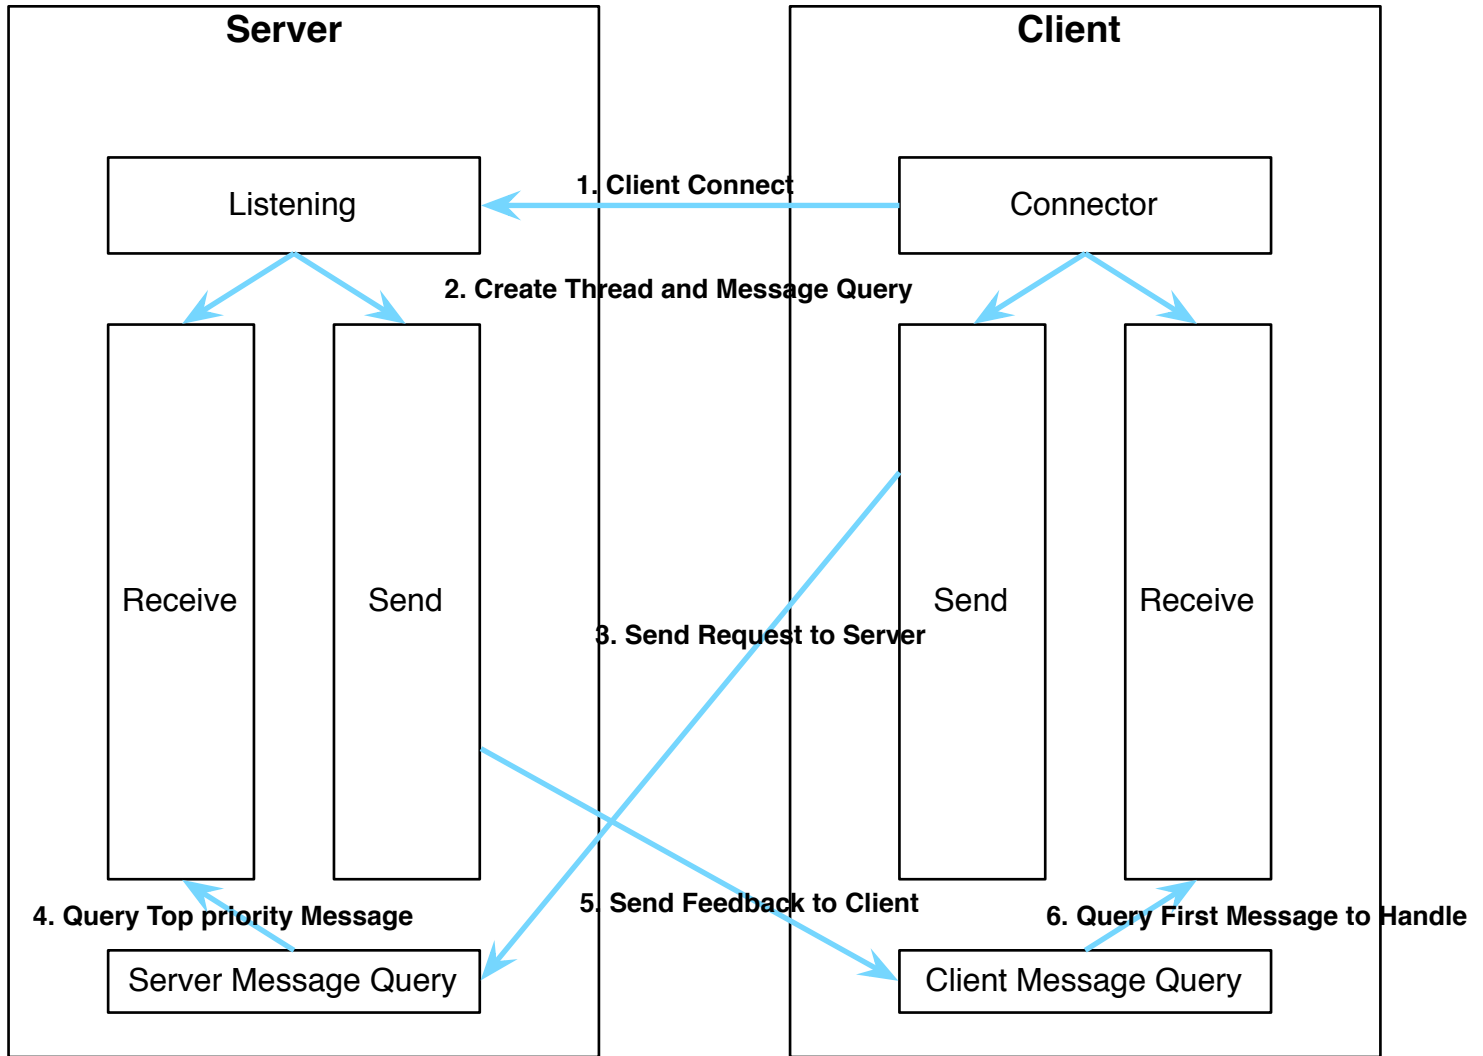 Server
Client
Listening
1. Client Connect
Connector
2. Create Thread and Message Query
Receive
Send
Send
Receive
3. Send Request to Server
4. Query Top priority Message
5. Send Feedback to Client
6. Query First Message to Handle
Server Message Query
Client Message Query